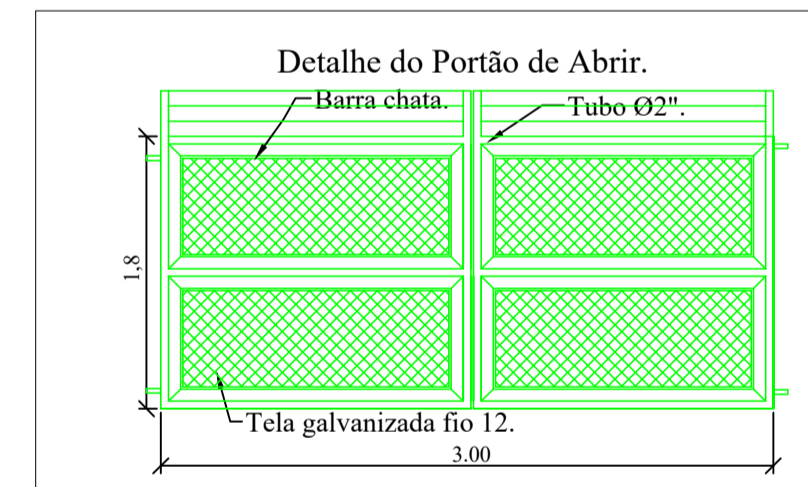 Detalhe do Portão de Abrir.
Barra chata.
Tubo Ø2".
1,8
Tela galvanizada fio 12.
3.00